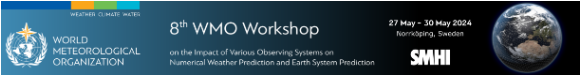 WEATHER CLIMATE WATER
WORLD
METEOROLOGICAL
ORGANIZATION
8th WMO Workshop
on the Impact of Various Observing Systems on
Numerical Weather Prediction and Earth System Prediction
27 May – 30 May 2024
Norrköping, Sweden
SMHI